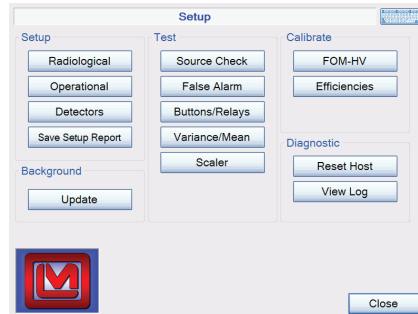 Setup
Setup
Radiological
Operational
Detectors
Save Setup Report
Background
Update
Test
Source Check
False Alarm
Buttons/Relays
Variance/Mean
Scaler
Calibrate
FOM-HV
Efficiencies
Diagnostic
Reset Host
View Log
LM
Close